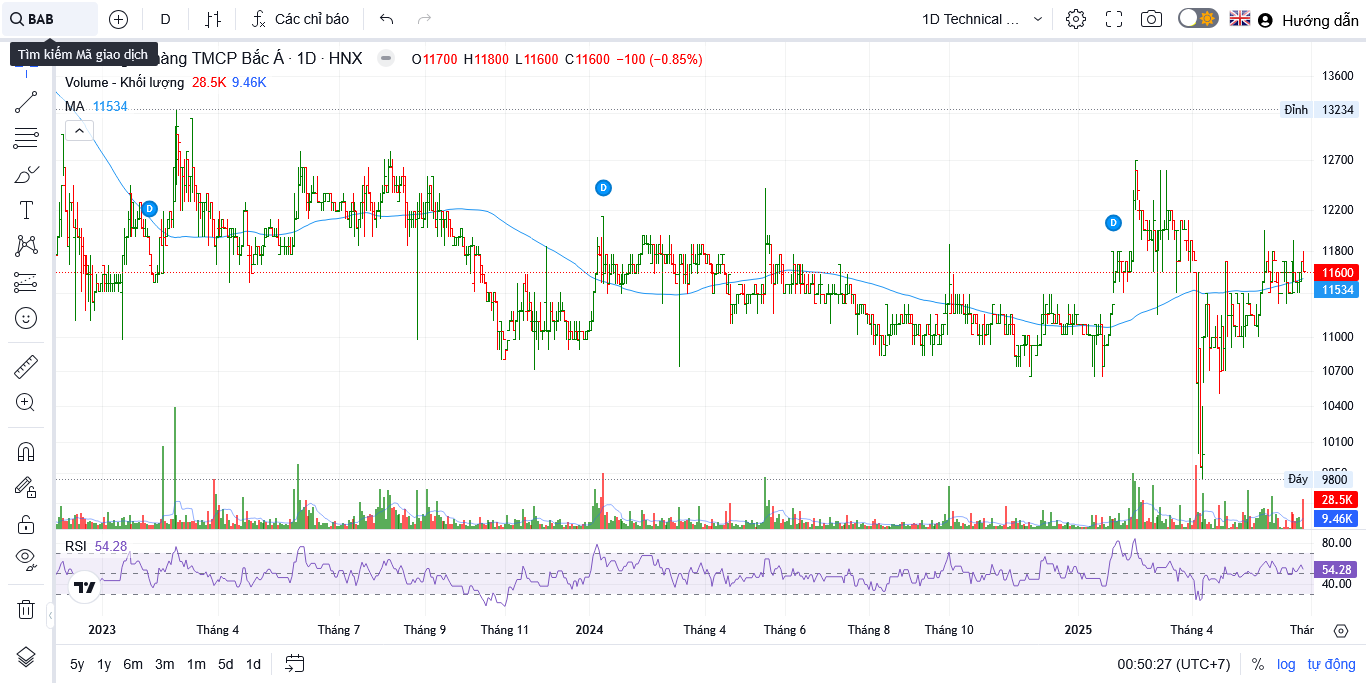 BAB
D
Các chỉ báo
1D Technical ...
Hướng dẫn
Tìm kiếm Mã giao dịch
hàng TMCP Bắc Á · 1D · HNX
O11700 H11800 L11600 C11600 −100 (−0.85%)
Volume - Khối lượng 28.5K 9.46K
MA 11534
13600
Đỉnh 13234
12700
D
D
12200
D
11800
11600
11534
11000
10700
10400
10100
Đáy 9800
28.5K
9.46K
RSI 54.28
80.00
54.28
40.00
2023 Tháng 4 Tháng 7 Tháng 9 Tháng 11 2024 Tháng 4 Tháng 6 Tháng 8 Tháng 10 2025 Tháng 4 Thár
5y 1y 6m 3m 1m 5d 1d
00:50:27 (UTC+7) % log tự động